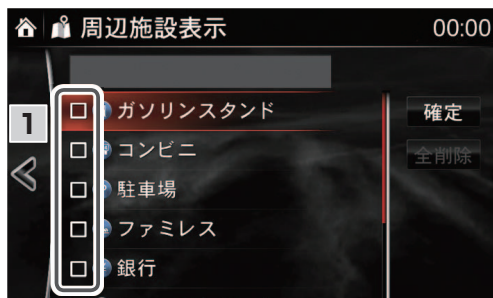 周辺施設表示 00:00
1
ガソリンスタンド 確定
コンビニ 全削除
駐車場
ファミレス
銀行